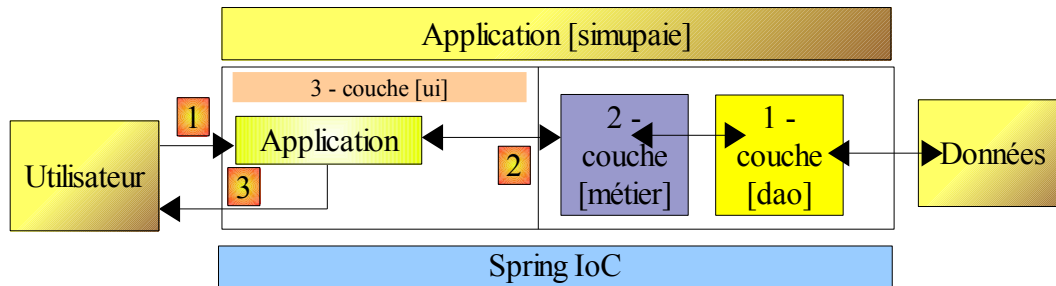 Application [simupaie]
3 - couche [ui]
1
Application
2 -
couche
[métier]
1 -
couche
[dao]
Utilisateur
3
2
Données
Spring IoC